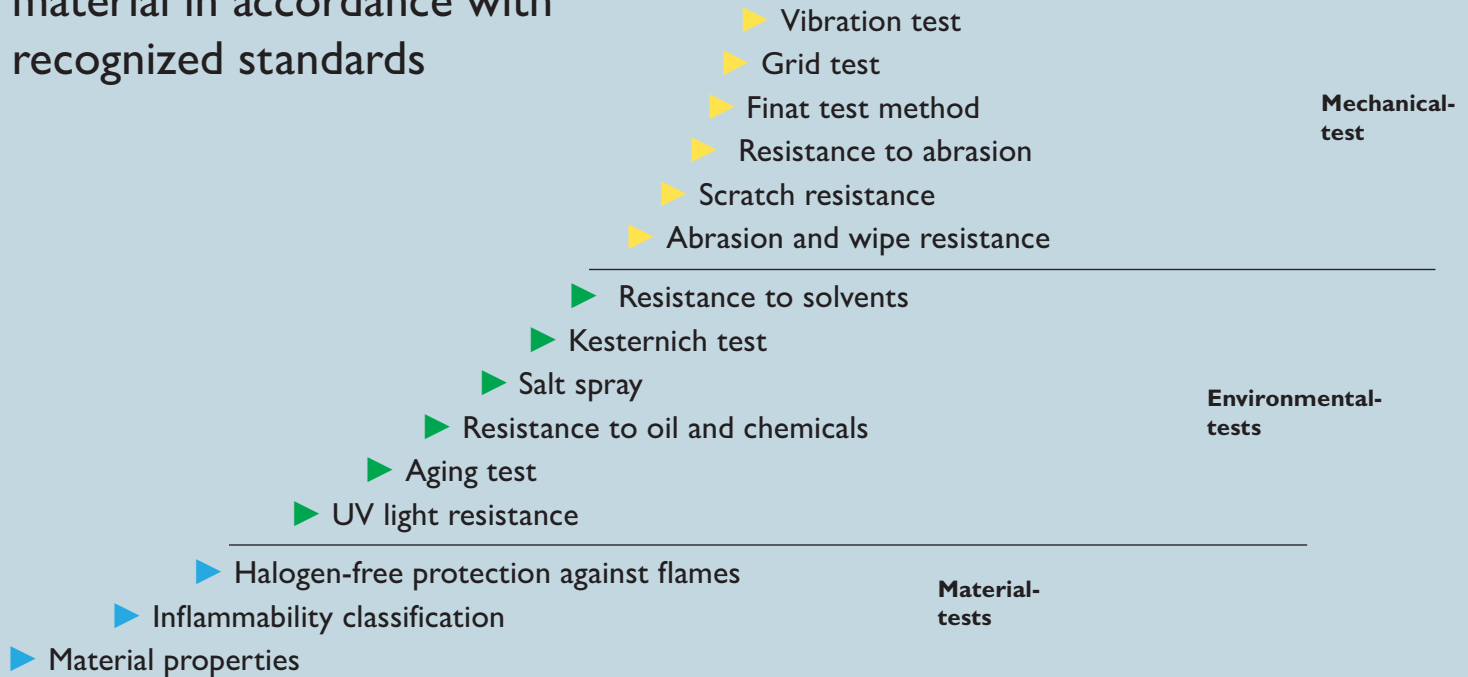 material in accordance with
recognized standards
Vibration test
Grid test
Finat test method
Resistance to abrasion
Scratch resistance
Abrasion and wipe resistance
Mechanical-
test
Resistance to solvents
Kesternich test
Salt spray
Resistance to oil and chemicals
Aging test
UV light resistance
Environmental-
tests
Halogen-free protection against flames
Inflammability classification
Material properties
Material-
tests